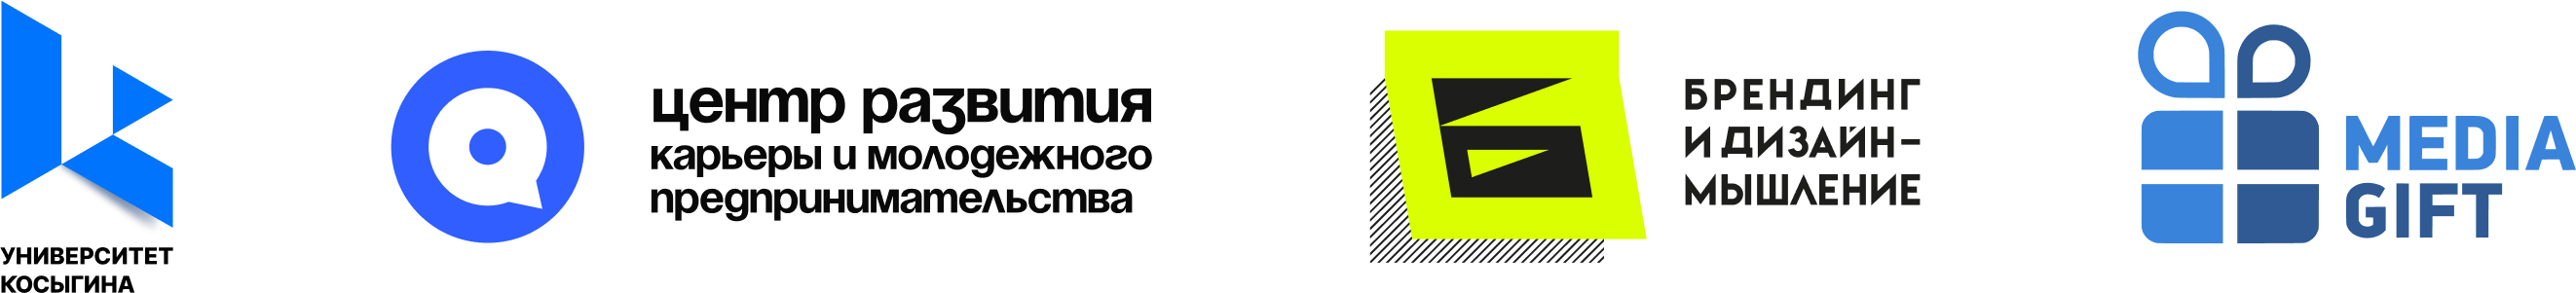 УНИВЕРСИТЕТ
КОСЫГИНА
центр развития
карьеры и молодежного
предпринимательства
БРЕНДИНГ
И ДИЗАЙН-
МЫШЛЕНИЕ
MEDIA
GIFT